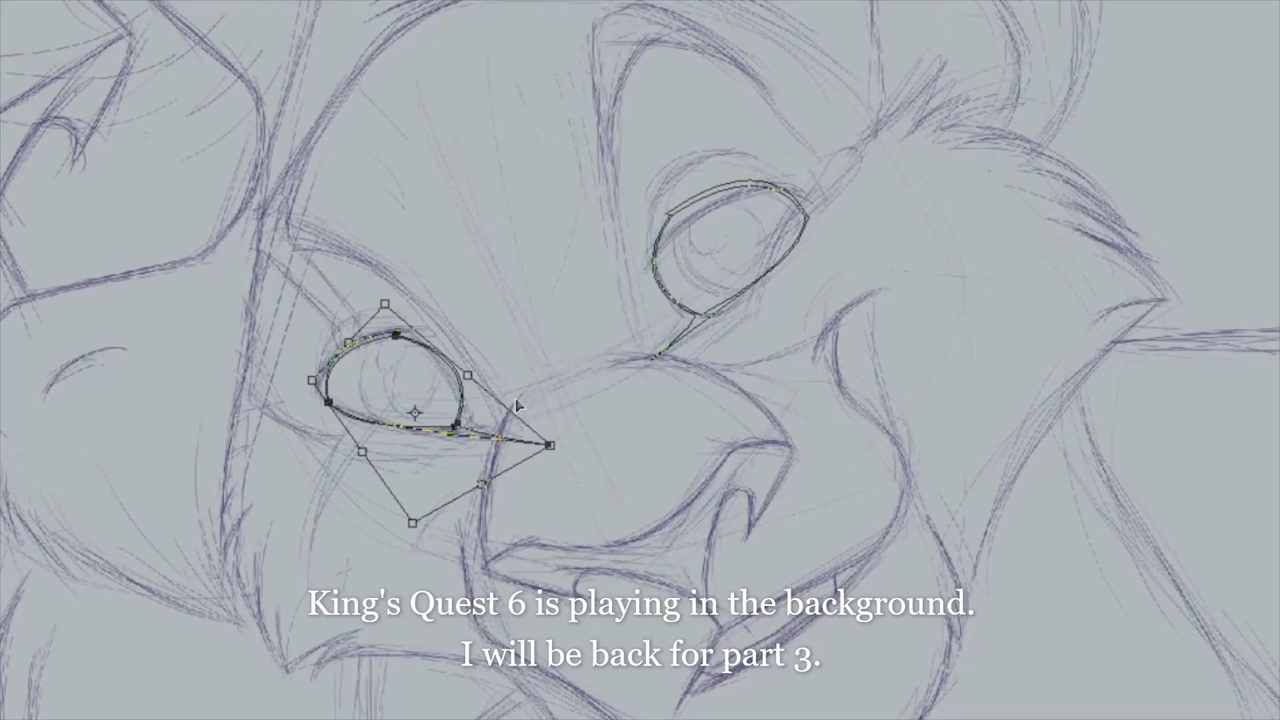 King's Quest 6 is playing in the background.
I will be back for part 3.